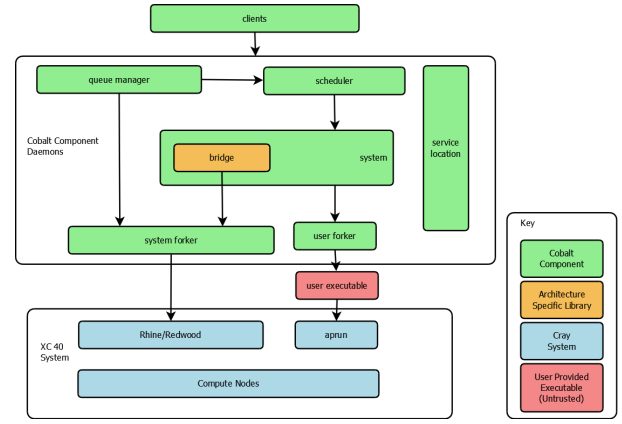 clients
queue manager
scheduler
Cobalt Component
Daemons
bridge
system
service
location
system forker
user forker
user executable
XC 40
System
Rhine/Redwood
aprun
Compute Nodes
Key
Cobalt
Component
Architecture
Specific Library
Cray
System
User Provided
Executable
(Untrusted)